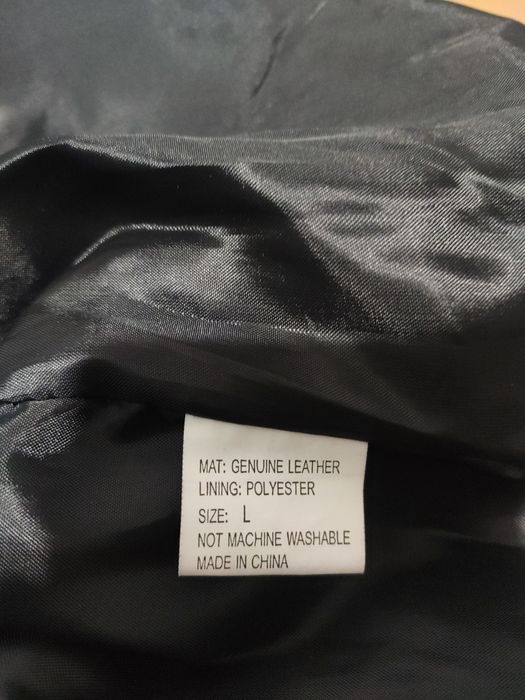 MAT: GENUINE LEATHER
LINING: POLYESTER
SIZE: L
NOT MACHINE WASHABLE
MADE IN CHINA